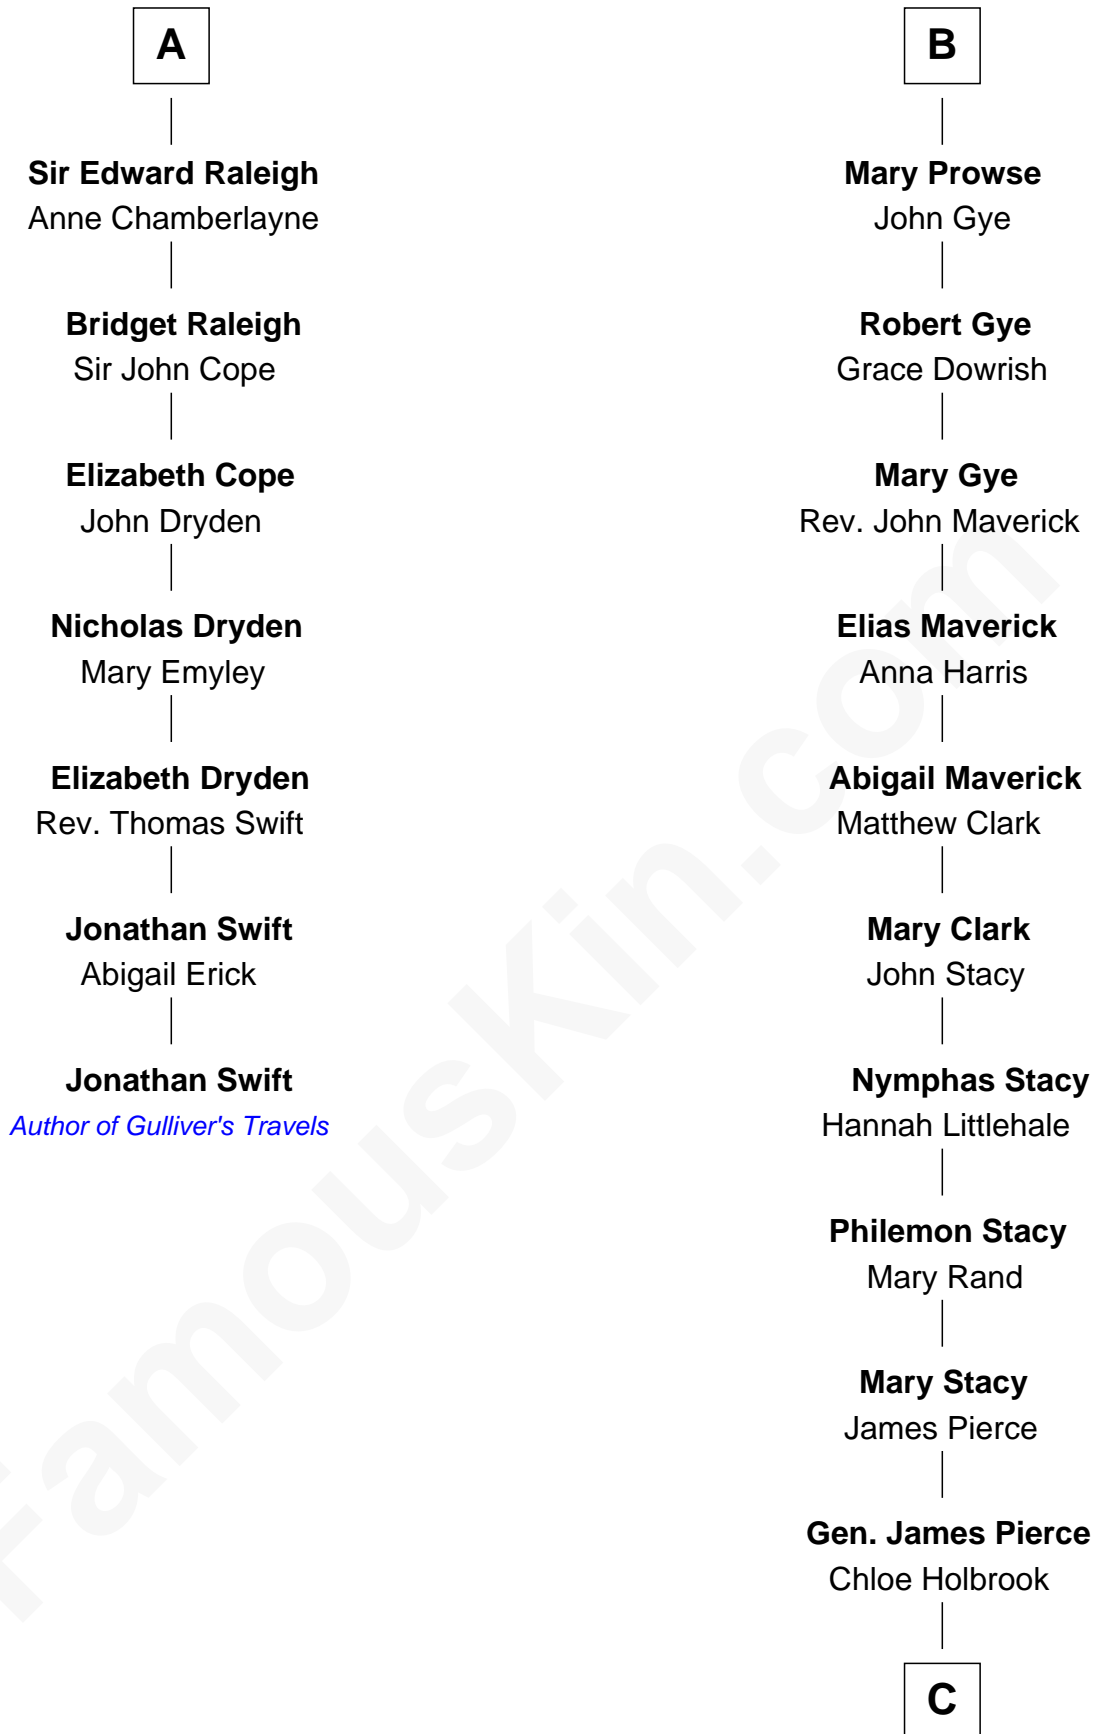 A
Sir Edward Raleigh
Anne Chamberlayne
Bridget Raleigh
Sir John Cope
Elizabeth Cope
John Dryden
Nicholas Dryden
Mary Emyley
Elizabeth Dryden
Rev. Thomas Swift
Jonathan Swift
Abigail Erick
Jonathan Swift
Author of Gulliver's Travels
B
Mary Prowse
John Gye
Robert Gye
Grace Dowrish
Mary Gye
Rev. John Maverick
Elias Maverick
Anna Harris
Abigail Maverick
Matthew Clark
Mary Clark
John Stacy
Nymphas Stacy
Hannah Littlehale
Philemon Stacy
Mary Rand
Mary Stacy
James Pierce
Gen. James Pierce
Chloe Holbrook
C
FamousKin.com